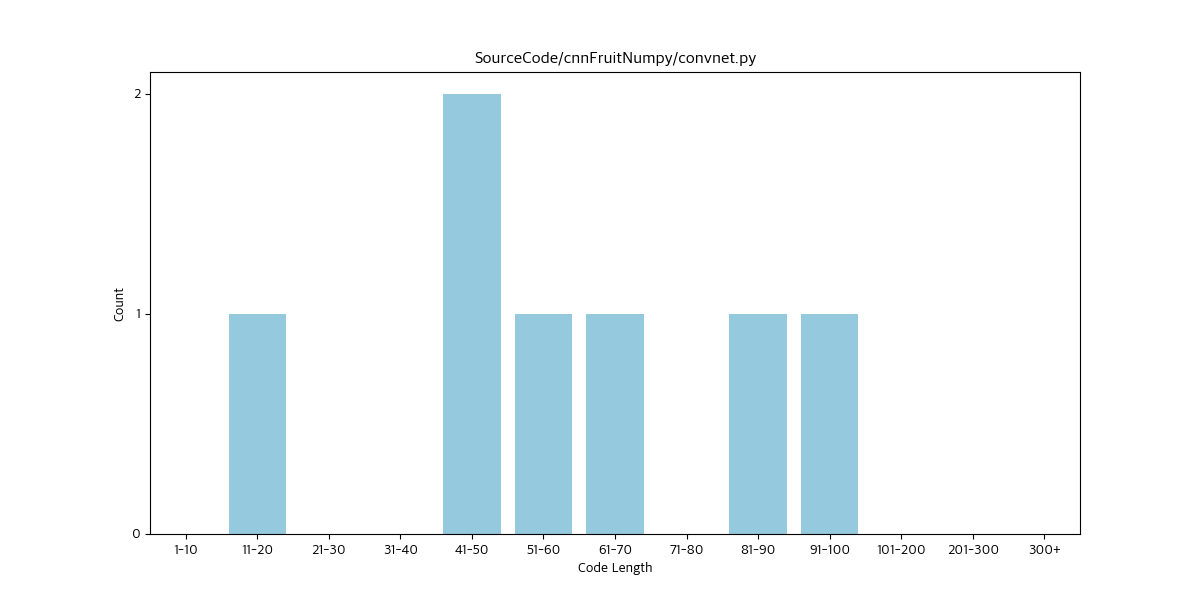 SourceCode/cnnFruitNumpy/convnet.py
Count
2
1
0
1-10 11-20 21-30 31-40 41-50 51-60 61-70 71-80 81-90 91-100 101-200 201-300 300+
Code Length